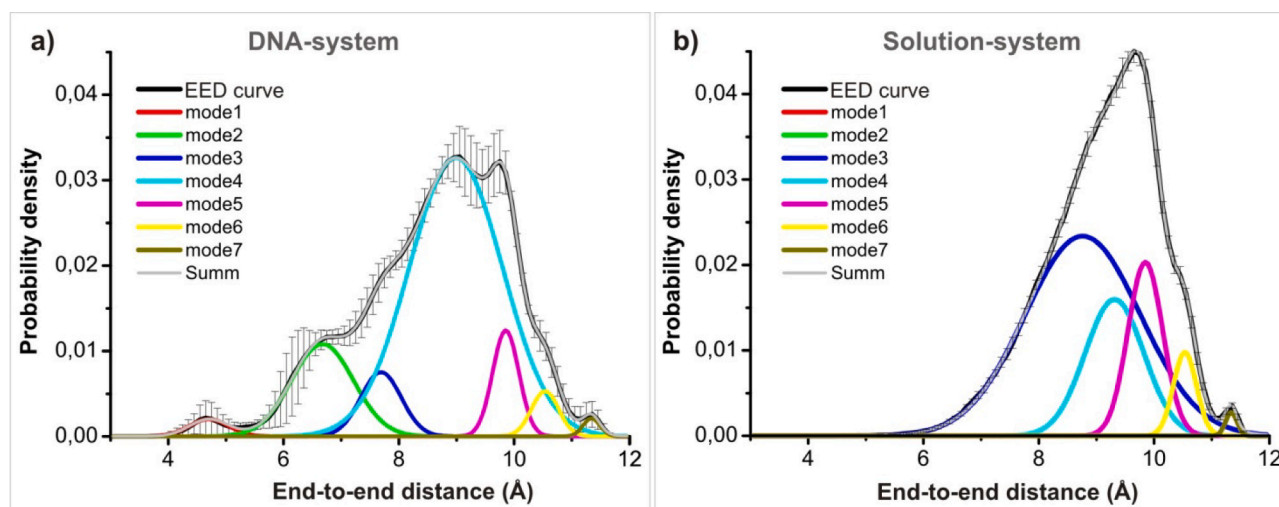 a)
DNA-system
0,04
0,03
0,02
0,01
0,00
Probability density
EED curve
mode1
mode2
mode3
mode4
mode5
mode6
mode7
Summ
4 6 8 10 12
End-to-end distance (Å)
b)
Solution-system
0,04
0,03
0,02
0,01
0,00
Probability density
EED curve
mode1
mode2
mode3
mode4
mode5
mode6
mode7
Summ
4 6 8 10 12
End-to-end distance (Å)